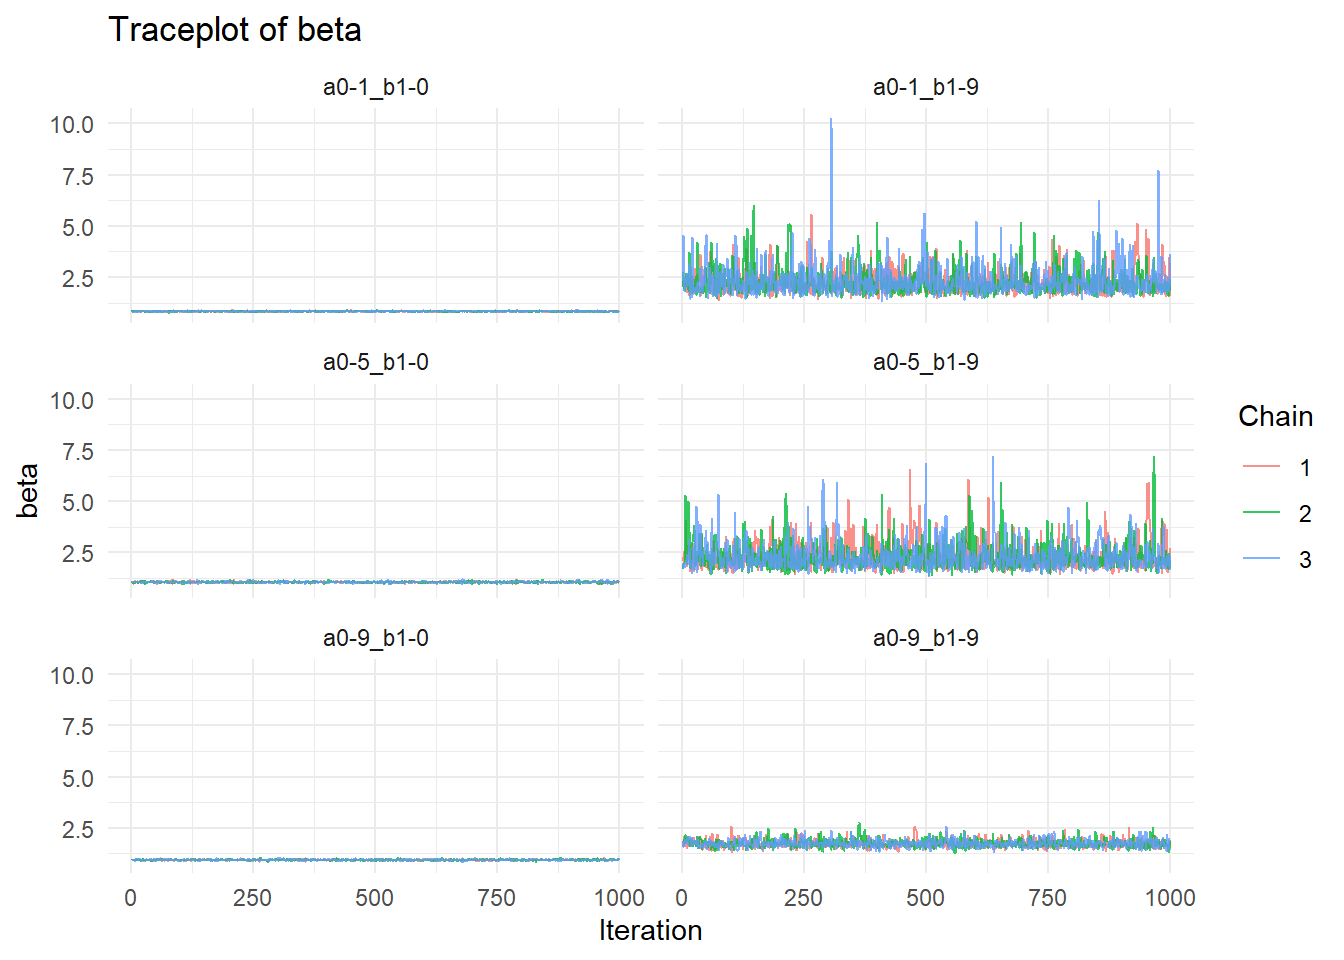 Traceplot of beta
a0-1_b1-0
a0-1_b1-9
10.0
7.5
5.0
2.5
a0-5_b1-0
a0-5_b1-9
10.0
7.5
5.0
2.5
a0-9_b1-0
a0-9_b1-9
10.0
7.5
5.0
2.5
0 250 500 750 1000
0 250 500 750 1000
Iteration
beta
Chain
1
2
3